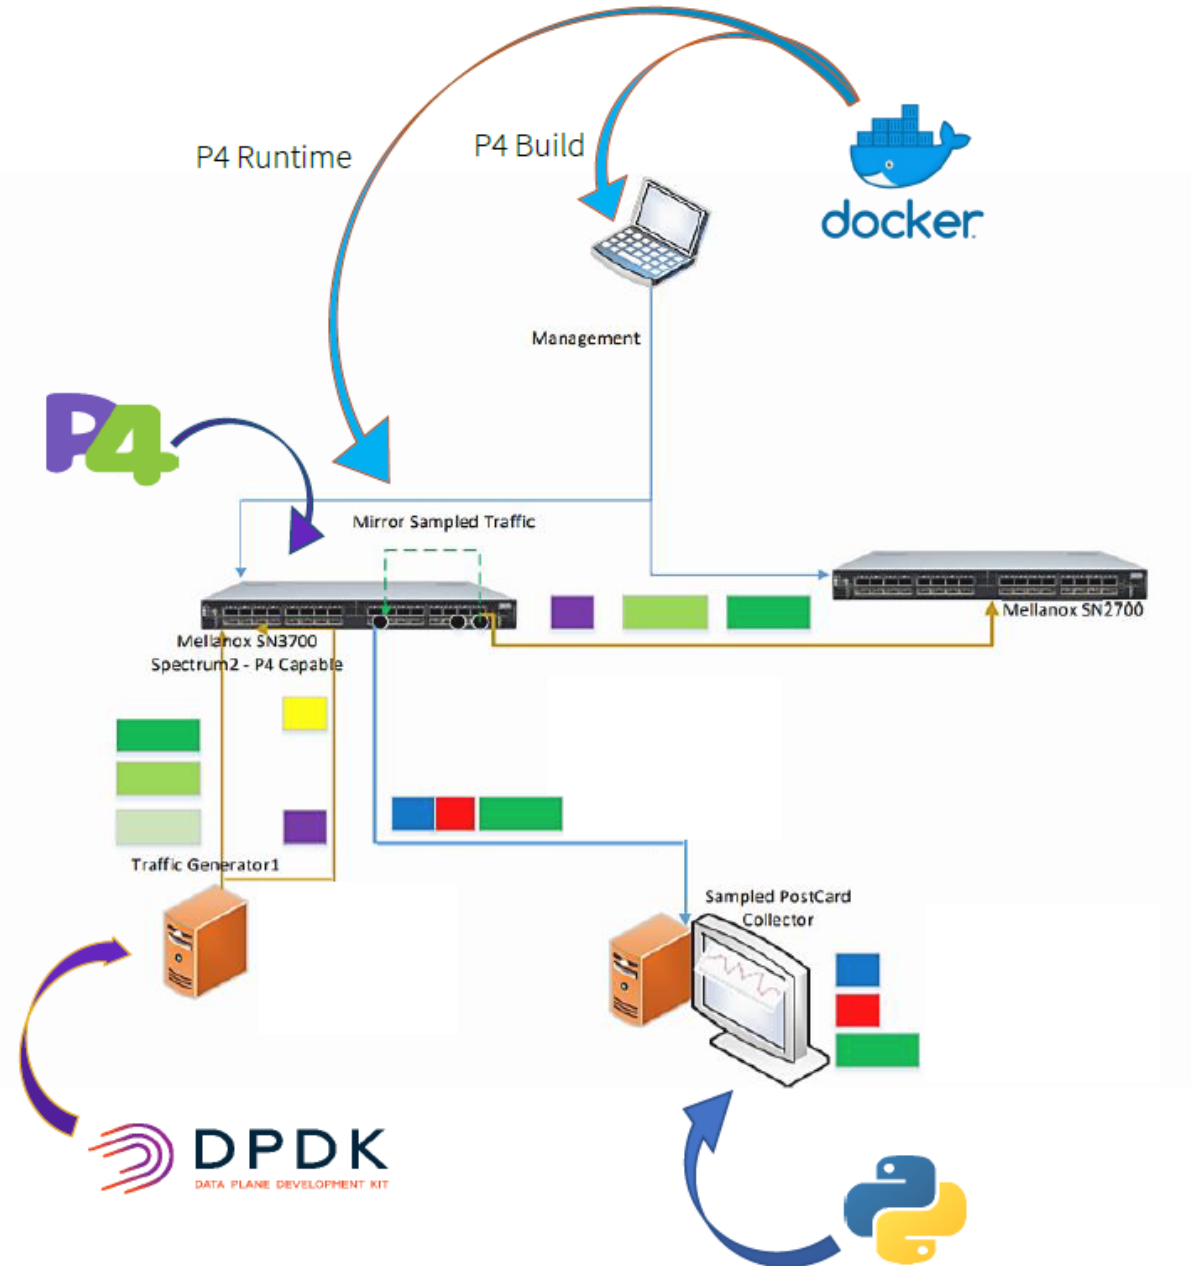 P4 Runtime
P4 Build
docker
Management
P4
Mirror Sampled Traffic
Mellanox SN2700
Mellanox SN3700
Spectrum2 - P4 Capable
Traffic Generator1
Sampled PostCard
Collector
DPDK
DATA PLANE DEVELOPMENT KIT